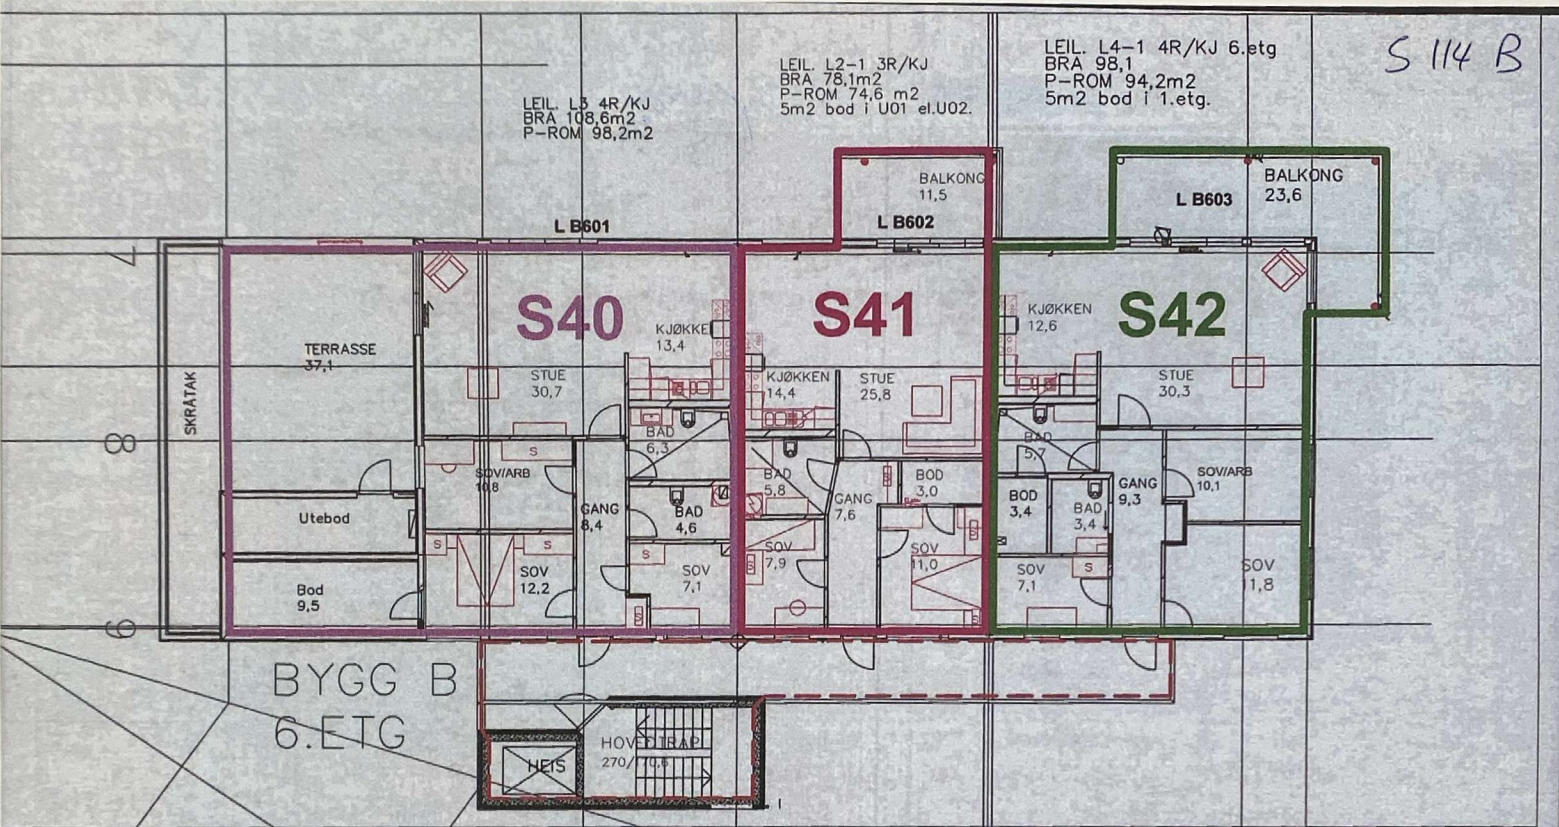 S 114 B
LEIL. L3 4R/KJ
BRA 108,6m2
P-ROM 98,2m2
LEIL. L2-1 3R/KJ
BRA 78,1m2
P-ROM 74,6 m2
5m2 bod i U01 el.U02.
LEIL. L4-1 4R/KJ 6.etg
BRA 98,1
P-ROM 94,2m2
5m2 bod i 1.etg.
7
8
9
SKRÅTAK
L B601
S40
TERRASSE
37,1
KJØKKE
13,4
STUE
30,7
BAD
6,3
SOV/ARB
10,8
GANG
8,4
BAD
4,6
Utebod
Bod
9,5
S
S
S
S
SOV
12,2
SOV
7,1
BALKONG
11,5
L B602
S41
KJØKKEN
14,4
STUE
25,8
BAD
5,8
GANG
7,6
BOD
3,0
SOV
7,9
SOV
11,0
BALKONG
23,6
L B603
S42
KJØKKEN
12,6
STUE
30,3
BAD
5,7
GANG
9,3
SOV/ARB
10,1
BOD
3,4
BAD
3,4
SOV
7,1
S
SOV
11,8
BYGG B
6.ETG
HEIS
HOVEDTRAPP